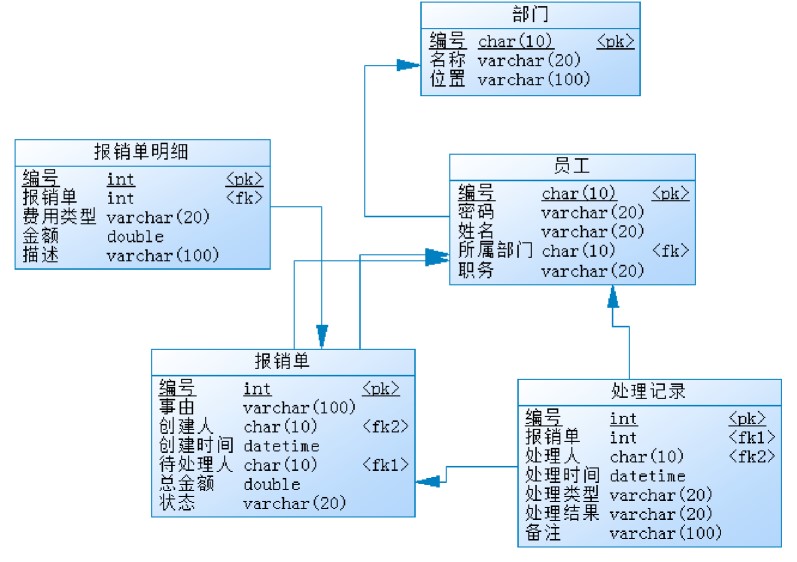 部门
编号 char(10) <pk>
名称 varchar(20)
位置 varchar(100)
报销单明细
编号 int <pk>
报销单 int <fk>
费用类型 varchar(20)
金额 double
描述 varchar(100)
员工
编号 char(10) <pk>
密码 varchar(20)
姓名 varchar(20)
所属部门 char(10) <fk>
职务 varchar(20)
报销单
编号 int <pk>
事由 varchar(100)
创建人 char(10) <fk2>
创建时间 datetime
待处理人 char(10) <fk1>
总金额 double
状态 varchar(20)
处理记录
编号 int <pk>
报销单 int <fk1>
处理人 char(10) <fk2>
处理时间 datetime
处理类型 varchar(20)
处理结果 varchar(20)
备注 varchar(100)